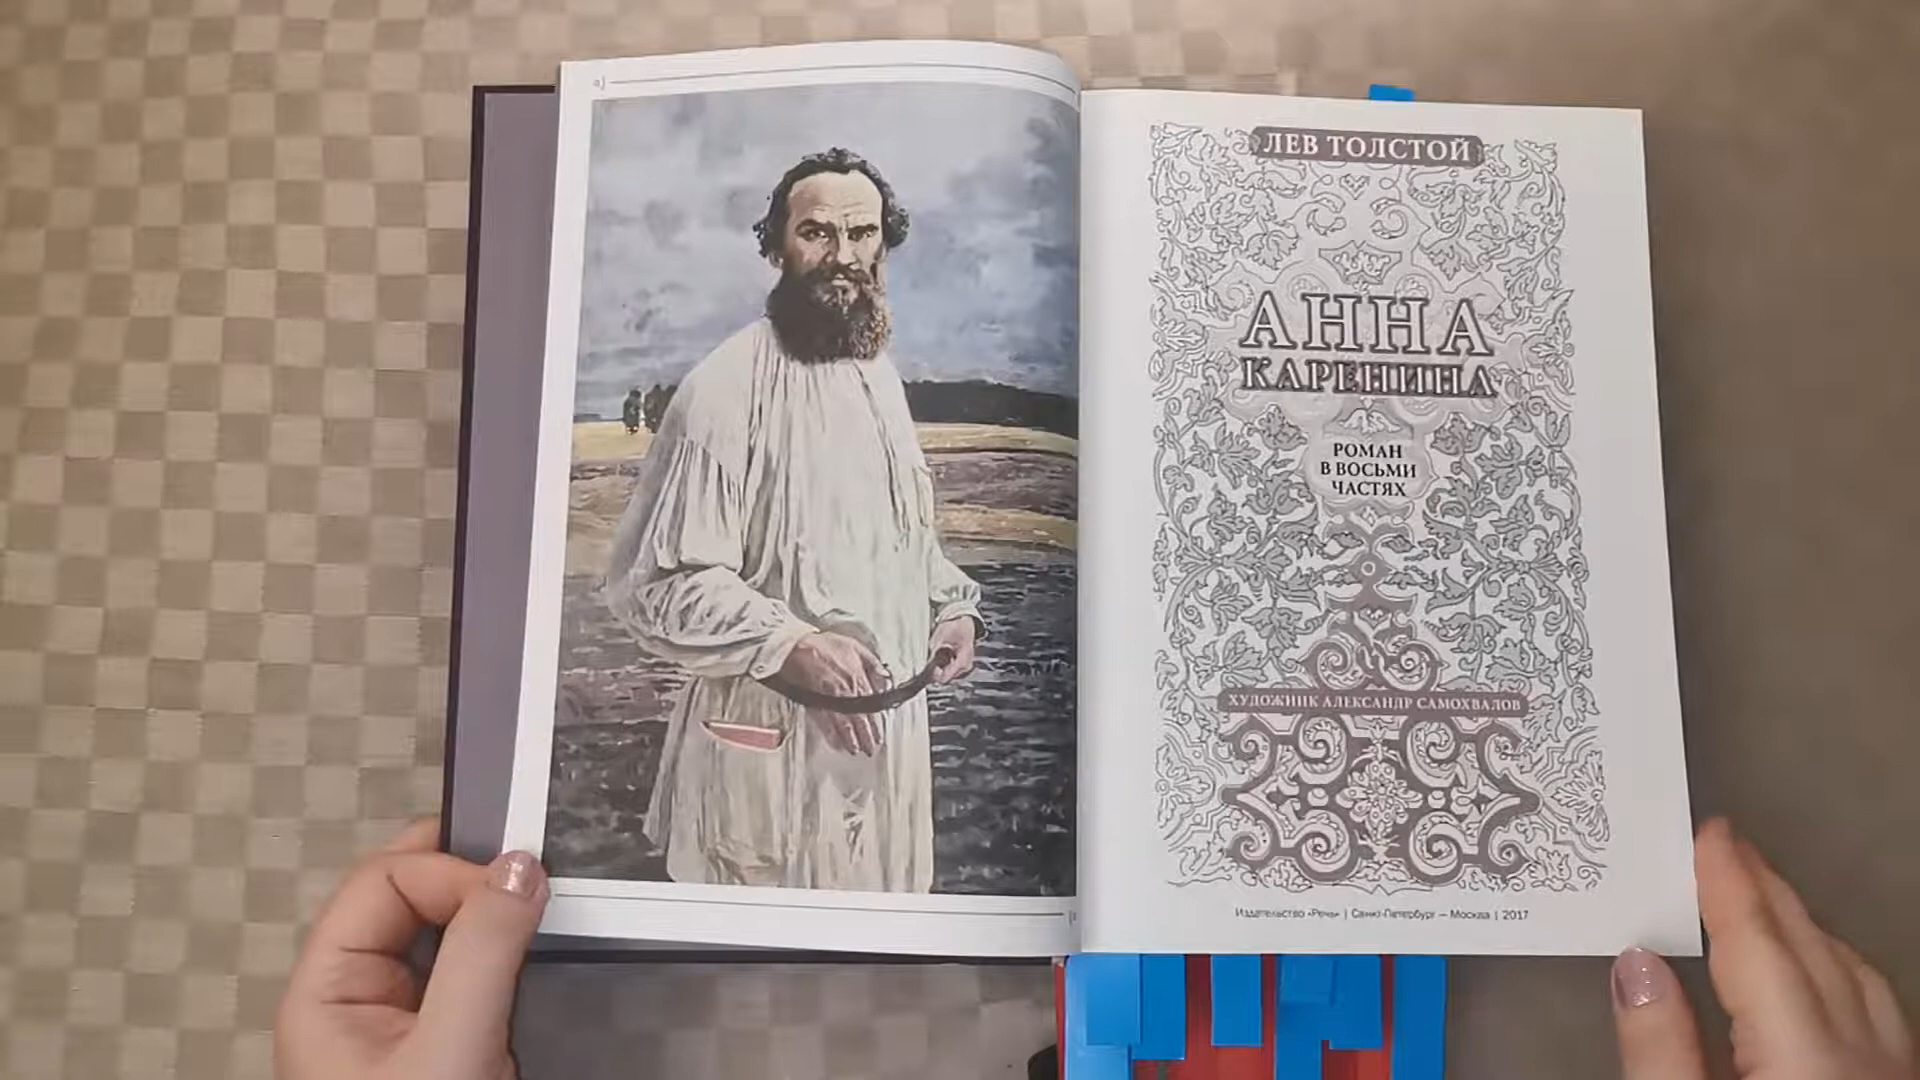 ЛЕВ ТОЛСТОЙ
АННА
КАРЕНИНА
РОМАН
В ВОСЬМИ
ЧАСТЯХ
ХУДОЖНИК АЛЕКСАНДР САМОХВАЛОВ
Издательство «Речь» | Санкт-Петербург — Москва | 2017